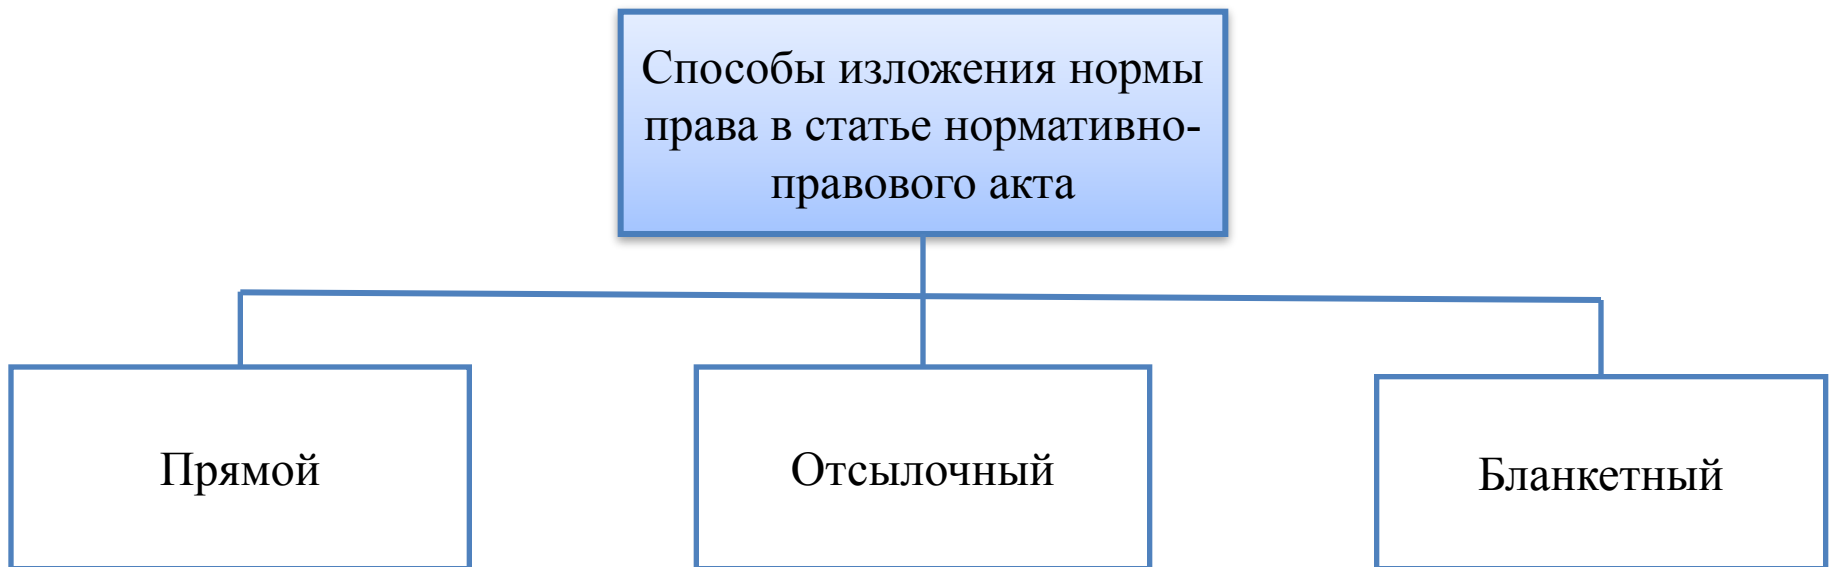 Способы изложения нормы
права в статье нормативно-
правового акта
Прямой
Отсылочный
Бланкетный